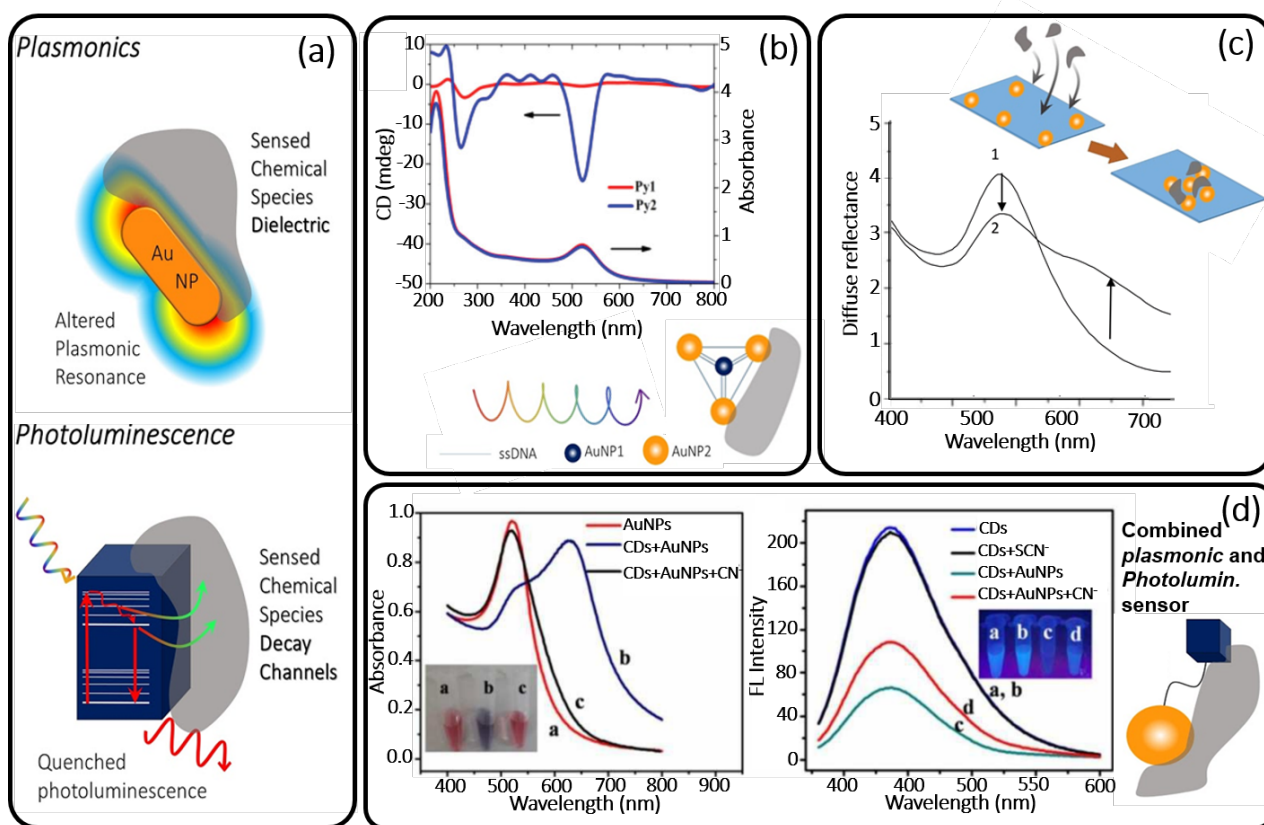 Plasmonics
(a)
Sensed
Chemical
Species
Dielectric
Au
NP
Altered
Plasmonic
Resonance
Photoluminescence
Sensed
Chemical
Species
Decay
Channels
Quenched
photoluminescence
(b)
10
0
-10
-20
-30
-40
-50
CD (mdeg)
5
4
3
2
1
0
Absorbance
Py1
Py2
200 300 400 500 600 700 800
Wavelength (nm)
ssDNA AuNP1 AuNP2
(c)
5
4
3
2
1
0
Diffuse reflectance
1
2
400 500 600 700
Wavelength (nm)
(d)
1.0
0.8
0.6
0.4
0.2
0.0
Absorbance
AuNPs
CDs+AuNPs
CDs+AuNPs+CN⁻
a b c
b
c
a
400 500 600 700 800 900
Wavelength (nm)
200
160
120
80
40
0
FL Intensity
CDs
CDs+SCN⁻
CDs+AuNPs
CDs+AuNPs+CN⁻
a b c d
a, b
d
c
400 400 500 520 600
Wavelength (nm)
Combined
plasmonic and
Photolumin.
sensor